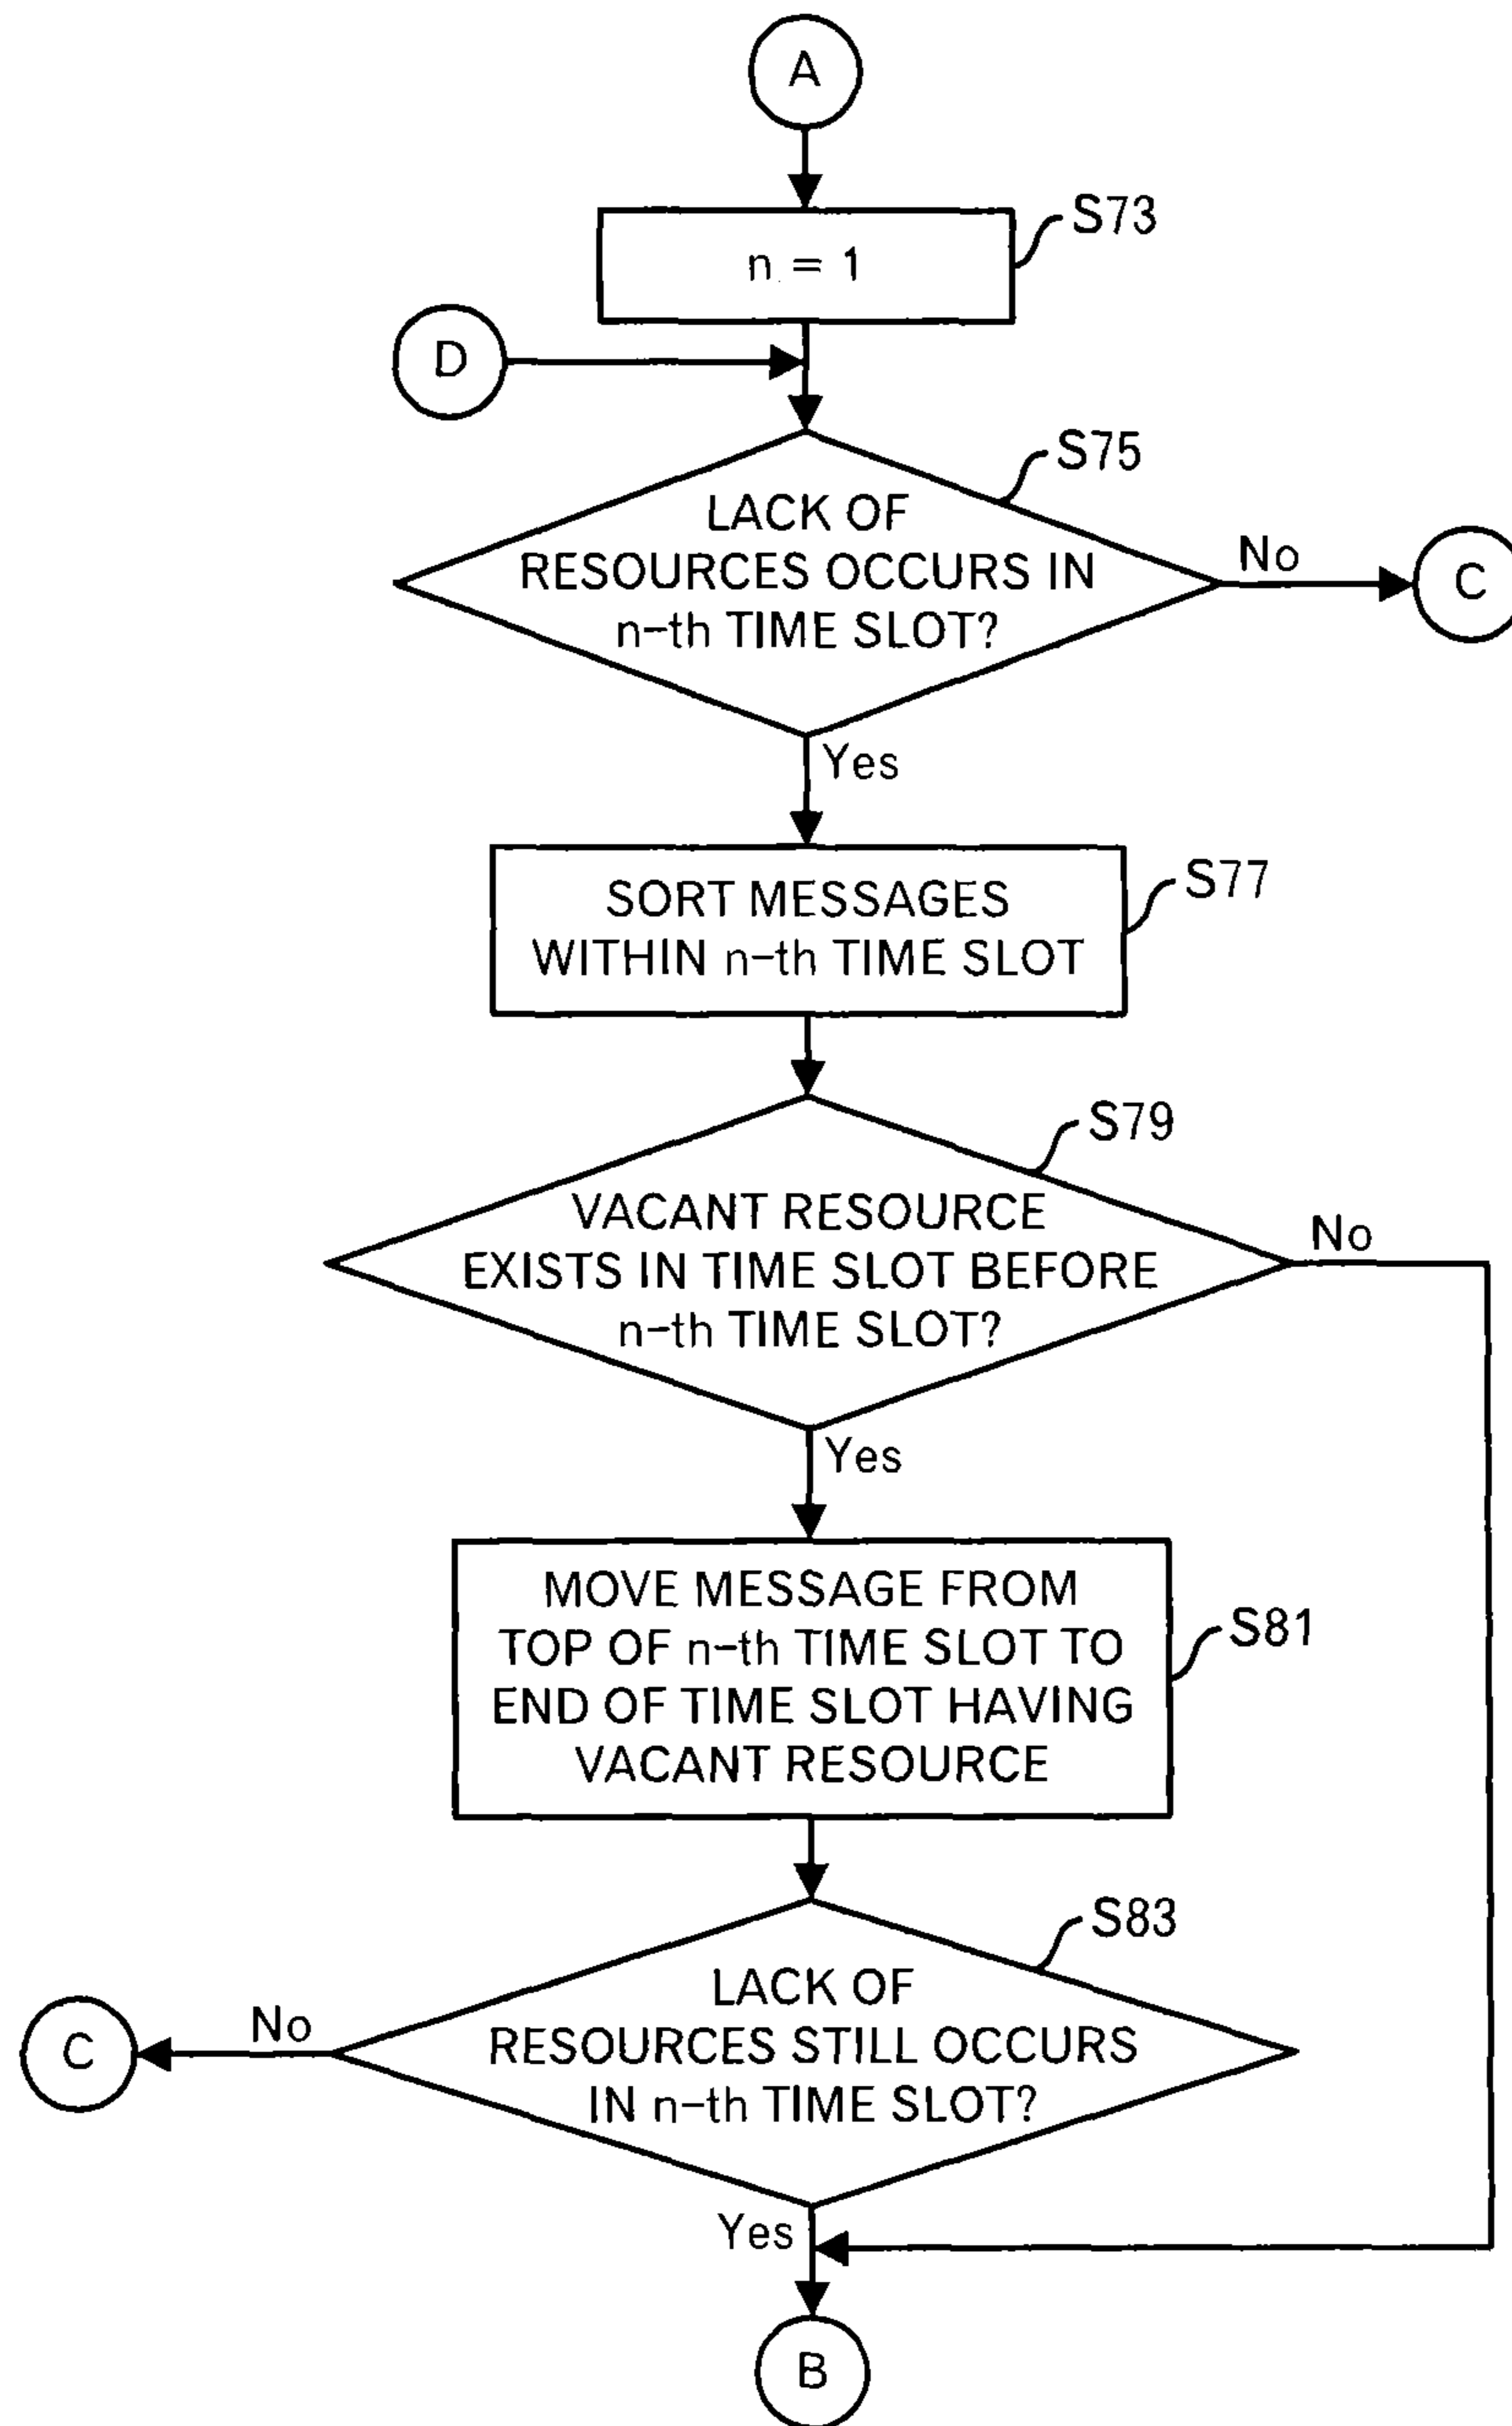 A
S73
n = 1
D
S75
LACK OF
RESOURCES OCCURS IN
n-th TIME SLOT?
No
C
Yes
S77
SORT MESSAGES
WITHIN n-th TIME SLOT
S79
VACANT RESOURCE
EXISTS IN TIME SLOT BEFORE
n-th TIME SLOT?
No
Yes
MOVE MESSAGE FROM
TOP OF n-th TIME SLOT TO
END OF TIME SLOT HAVING
VACANT RESOURCE
S81
S83
LACK OF
RESOURCES STILL OCCURS
IN n-th TIME SLOT?
No
C
Yes
B